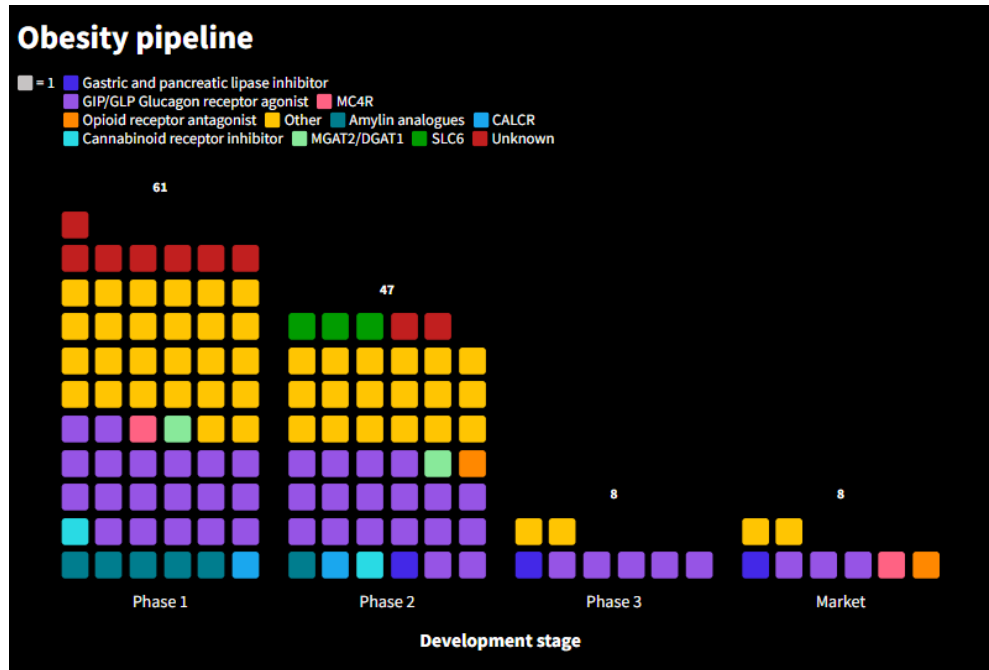 Obesity pipeline
= 1 Gastric and pancreatic lipase inhibitor
GIP/GLP Glucagon receptor agonist MC4R
Opioid receptor antagonist Other Amylin analogues CALCR
Cannabinoid receptor inhibitor MGAT2/DGAT1 SLC6 Unknown
61
47
8 8
Phase 1 Phase 2 Phase 3 Market
Development stage